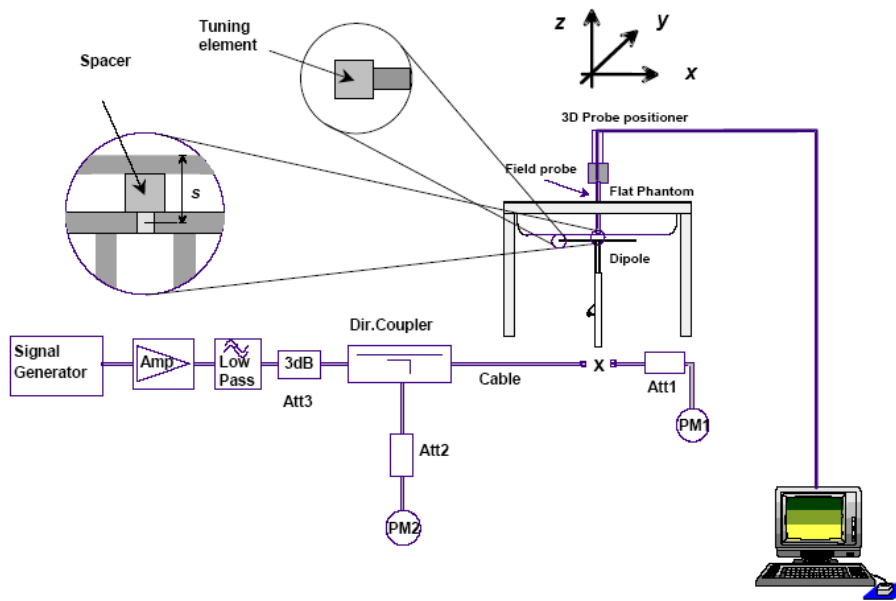 Tuning
element
Spacer
z
y
x
3D Probe positioner
Field probe
Flat Phantom
s
Dipole
Dir.Coupler
Signal
Generator
Amp
Low
Pass
3dB
Att3
Cable
x
Att1
PM1
Att2
PM2